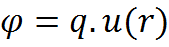 φ = q.u(r)